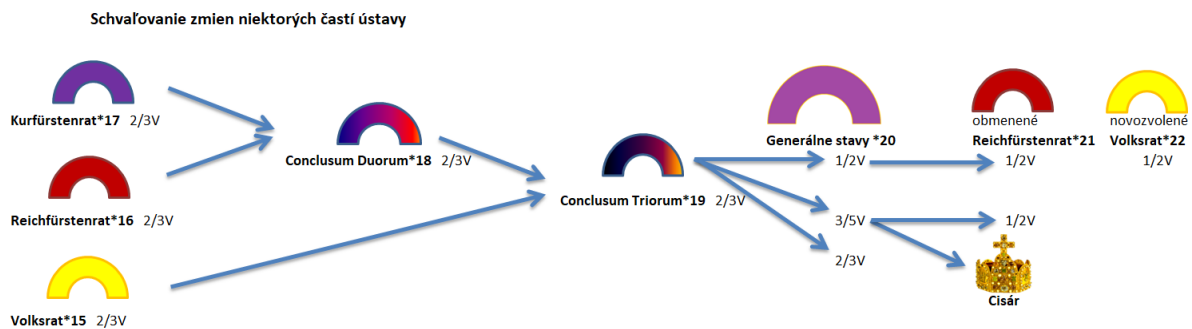 Schvaľovanie zmien niektorých častí ústavy
Kurfürstenrat*17 2/3V
Reichfürstenrat*16 2/3V
Volksrat*15 2/3V
Conclusum Duorum*18 2/3V
Conclusum Triorum*19 2/3V
Generálne stavy *20
1/2V
3/5V
2/3V
obmenené
Reichfürstenrat*21
1/2V
1/2V
Cisár
novozvolené
Volksrat*22
1/2V